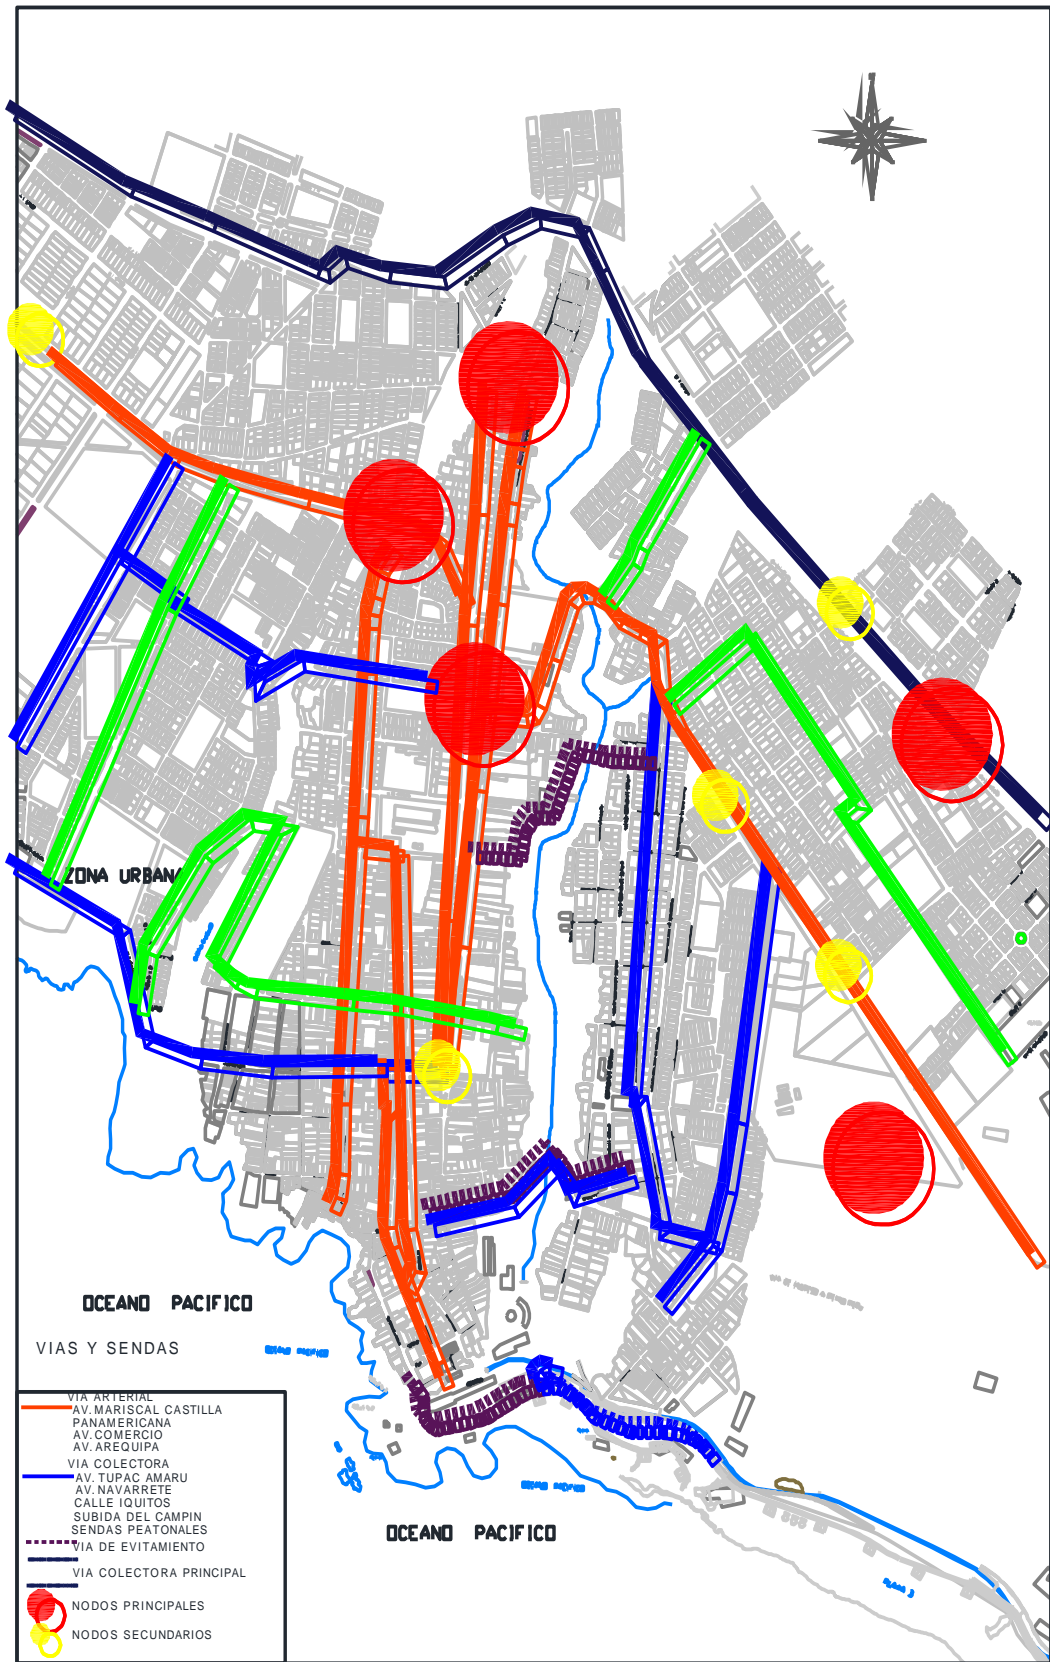 ZONA URBANA
OCEANO PACIFICO
VIAS Y SENDAS
VIA ARTERIAL
AV. MARISCAL CASTILLA
PANAMERICANA
AV. COMERCIO
AV. AREQUIPA
VIA COLECTORA
AV. TUPAC AMARU
AV. NAVARRETE
CALLE IQUITOS
SUBIDA DEL CAMPIN
SENDAS PEATONALES
VIA DE EVITAMIENTO
VIA COLECTORA PRINCIPAL
NODOS PRINCIPALES
NODOS SECUNDARIOS
OCEANO PACIFICO